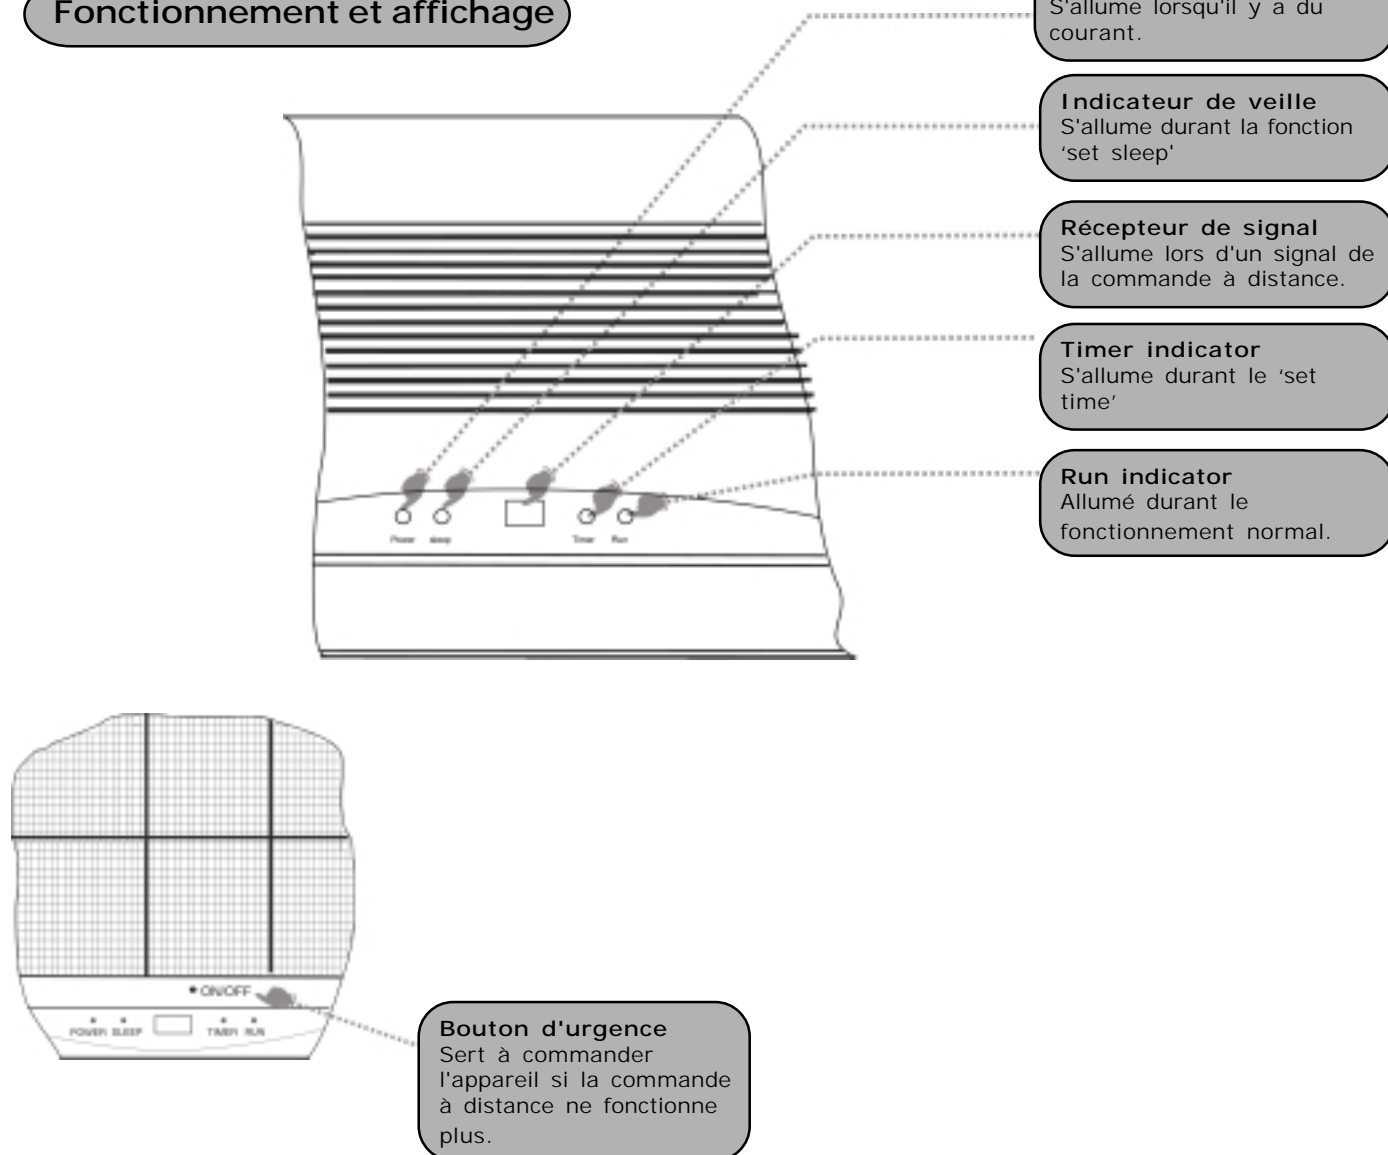 Fonctionnement et affichage
S'allume lorsqu'il y a du
courant.
Indicateur de veille
S'allume durant la fonction
‘set sleep'
Récepteur de signal
S'allume lors d'un signal de
la commande à distance.
Timer indicator
S'allume durant le ‘set
time’
Run indicator
Allumé durant le
fonctionnement normal.
Power sleep Timer Run
ON/OFF
POWER SLEEP TIMER RUN
Bouton d'urgence
Sert à commander
l'appareil si la commande
à distance ne fonctionne
plus.